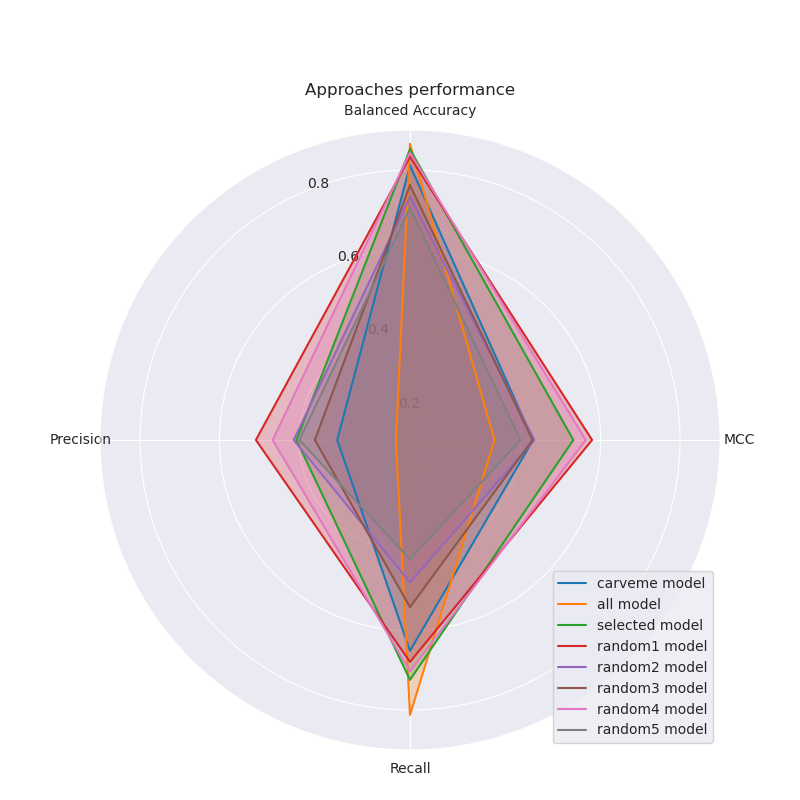 Approaches performance
Balanced Accuracy
0.8
0.6
0.4
0.2
Precision
MCC
carveme model
all model
selected model
random1 model
random2 model
random3 model
random4 model
random5 model
Recall